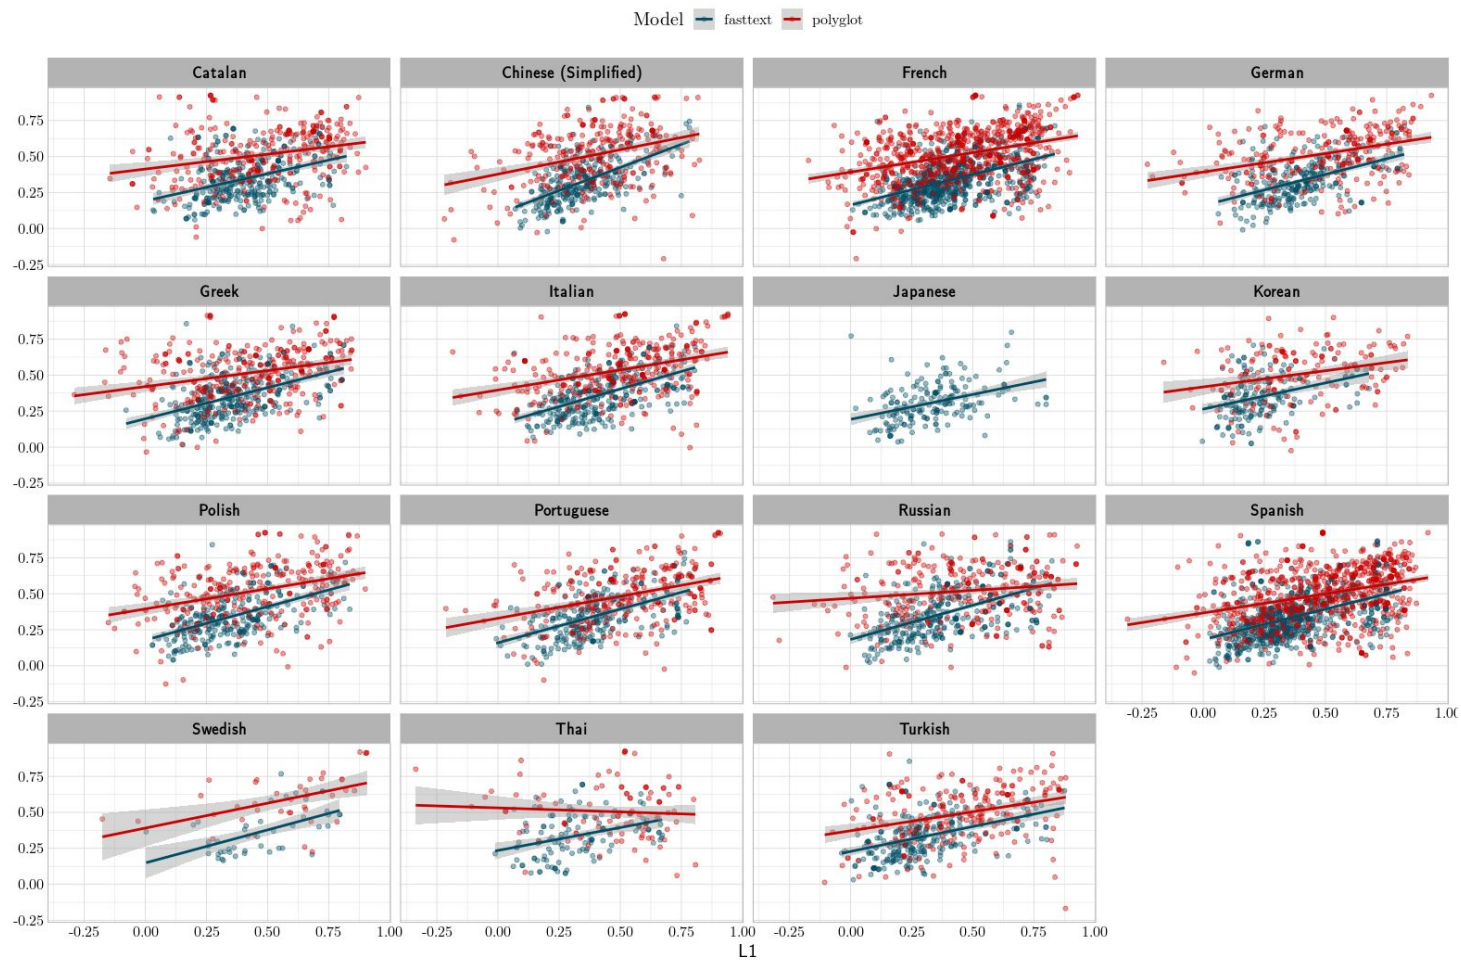 Model fasttext polyglot
Catalan Chinese (Simplified) French German
0.75
0.50
0.25
0.00
-0.25
Greek Italian Japanese Korean
0.75
0.50
0.25
0.00
-0.25
Polish Portuguese Russian Spanish
0.75
0.50
0.25
0.00
-0.25
-0.25 0.00 0.25 0.50 0.75 1.00
Swedish Thai Turkish
0.75
0.50
0.25
0.00
-0.25
-0.25 0.00 0.25 0.50 0.75 1.00 -0.25 0.00 0.25 0.50 0.75 1.00 -0.25 0.00 0.25 0.50 0.75 1.00
L1